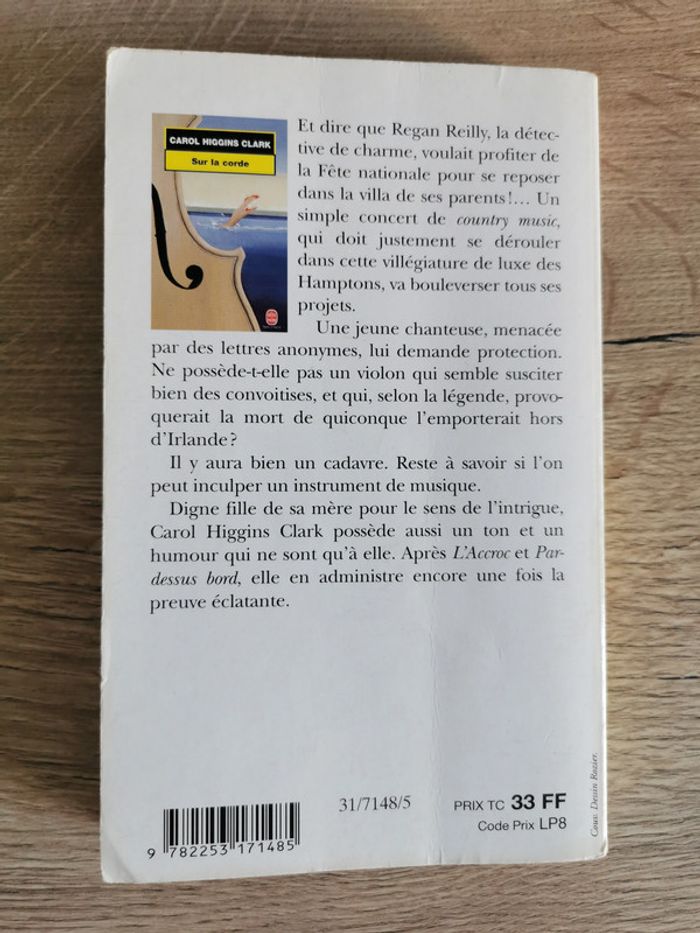 CAROL HIGGINS CLARK
Sur la corde
Et dire que Regan Reilly, la détec-
tive de charme, voulait profiter de
la Fête nationale pour se reposer
dans la villa de ses parents!… Un
simple concert de country music,
qui doit justement se dérouler
dans cette villégiature de luxe des
Hamptons, va bouleverser tous ses
projets.
Une jeune chanteuse, menacée
par des lettres anonymes, lui demande protection.
Ne possède-t-elle pas un violon qui semble susciter
bien des convoitises, et qui, selon la légende, provo-
querait la mort de quiconque l'emporterait hors
d'Irlande?
Il y aura bien un cadavre. Reste à savoir si l'on
peut inculper un instrument de musique.
Digne fille de sa mère pour le sens de l'intrigue,
Carol Higgins Clark possède aussi un ton et un
humour qui ne sont qu'à elle. Après L'Accroc et Par-
dessus bord, elle en administre encore une fois la
preuve éclatante.
31/7148/5
PRIX TC 33 FF
Code Prix LP8
9 782253 171485
Couv. Dessin Rozier.